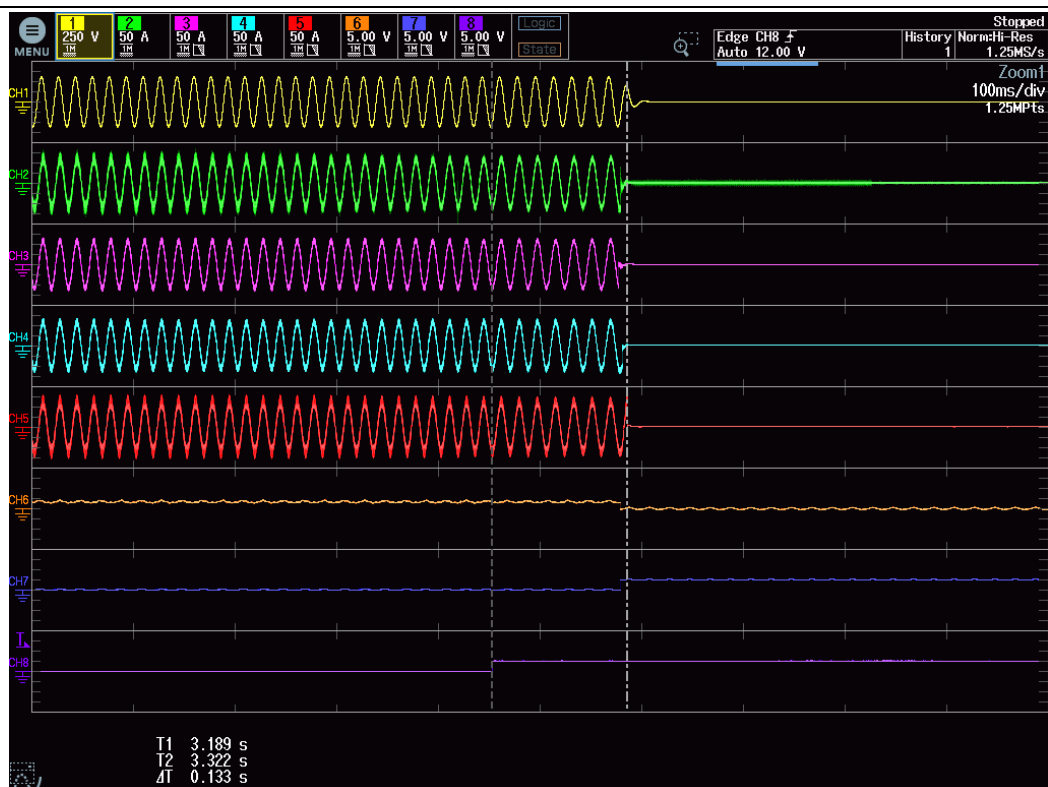 1 2 3 4 5 6 7 8 Logic Stopped
250 V 50 A 50 A 50 A 50 A 5.00 V 5.00 V 5.00 V Edge CH8 History Norm:Hi-Res
MENU 1M 1M 1M 1M 1M 1M 1M 1M State Auto 12.00 V 1 1.25MS/s
Zoom1
100ms/div
1.25MPts
CH1
CH2
CH3
CH4
CH5
CH6
CH7
T
CH8
T1 3.189 s
T2 3.322 s
ΔT 0.133 s